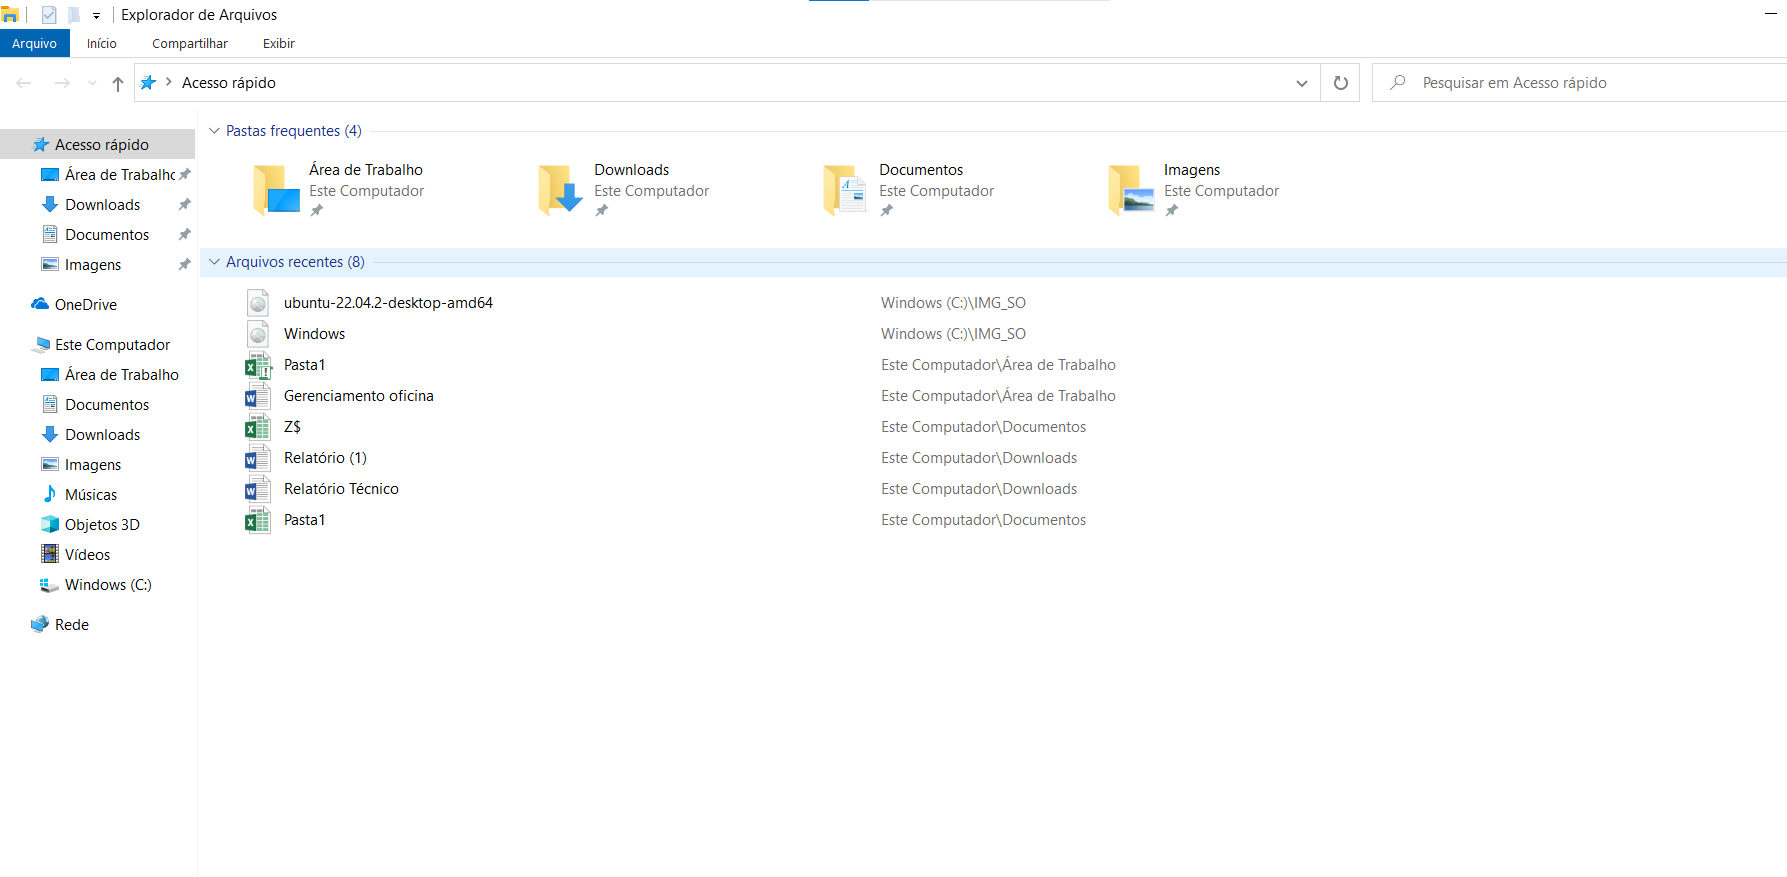 Explorador de Arquivos
Arquivo Início Compartilhar Exibir
Acesso rápido
Pesquisar em Acesso rápido
Acesso rápido
Área de Trabalho
Downloads
Documentos
Imagens
OneDrive
Este Computador
Área de Trabalho
Documentos
Downloads
Imagens
Músicas
Objetos 3D
Vídeos
Windows (C:)
Rede
Pastas frequentes (4)
Área de Trabalho
Este Computador
Downloads
Este Computador
Documentos
Este Computador
Imagens
Este Computador
Arquivos recentes (8)
ubuntu-22.04.2-desktop-amd64 Windows (C:)\IMG_SO
Windows Windows (C:)\IMG_SO
Pasta1 Este Computador\Área de Trabalho
Gerenciamento oficina Este Computador\Área de Trabalho
Z$ Este Computador\Documentos
Relatório (1) Este Computador\Downloads
Relatório Técnico Este Computador\Downloads
Pasta1 Este Computador\Documentos